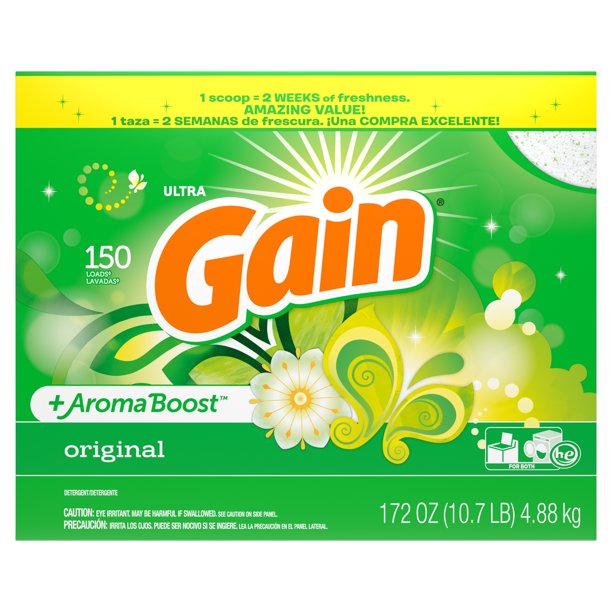 1 scoop = 2 WEEKS of freshness.
AMAZING VALUE!
1 taza = 2 SEMANAS de frescura. ¡Una COMPRA EXCELENTE!
ULTRA
Gain®
150
LOADS◊
LAVADAS◊
+AromaBoost™
original
FOR BOTH
he
DETERGENT/DETERGENTE
CAUTION: EYE IRRITANT. MAY BE HARMFUL IF SWALLOWED. SEE CAUTION ON SIDE PANEL.
PRECAUCIÓN: IRRITA LOS OJOS. PUEDE SER NOCIVO SI SE INGIERE. LEA LA PRECAUCIÓN EN EL PANEL LATERAL.
172 OZ (10.7 LB) 4.88 kg